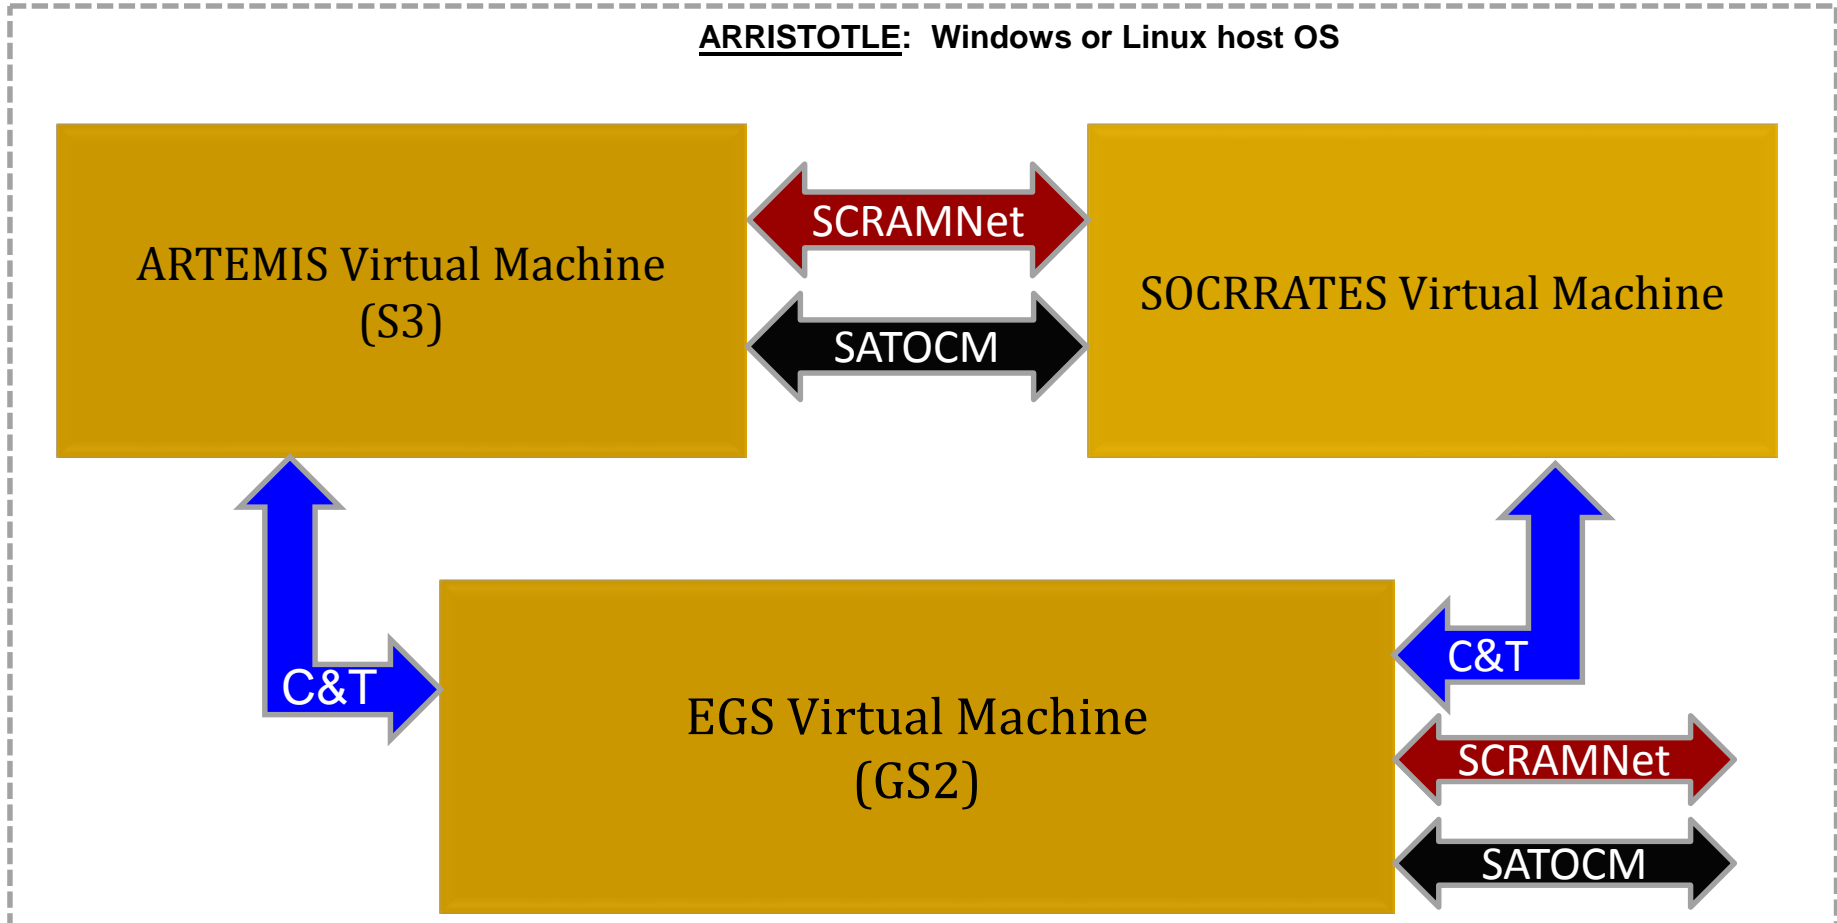 ARRISTOTLE: Windows or Linux host OS
ARTEMIS Virtual Machine
(S3)
SCRAMNet
SATOCM
SOCRRATES Virtual Machine
C&T
C&T
EGS Virtual Machine
(GS2)
SCRAMNet
SATOCM